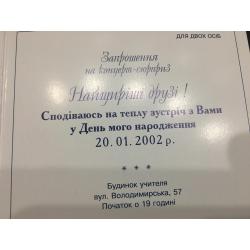 ДЛЯ ДВОХ ОСІБ
Запрошення
на концерт-сюрприз
Найщиріші друзі !
Сподіваюсь на теплу зустріч з Вами
у День мого народження
20. 01. 2002 р.
* * *
Будинок учителя
вул. Володимирська, 57
Початок о 19 годині